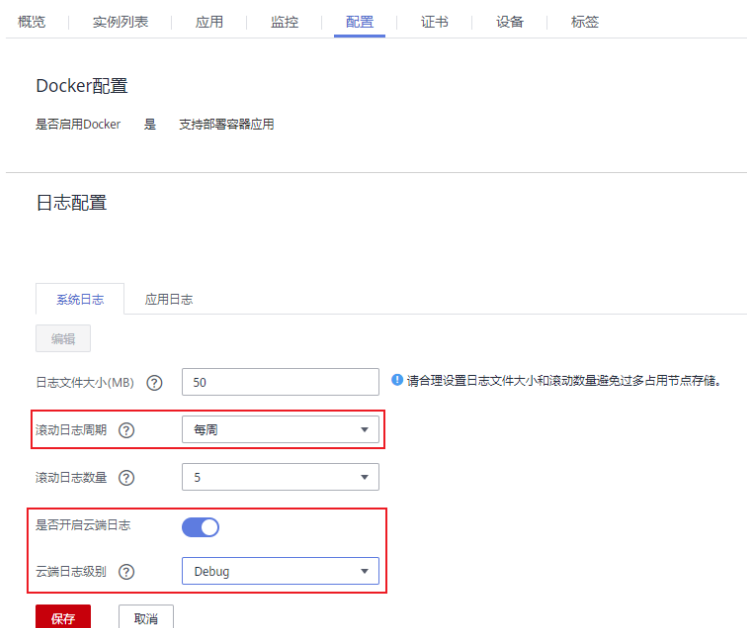 概览 实例列表 应用 监控 配置 证书 设备 标签
Docker配置
是否启用Docker 是 支持部署容器应用
日志配置
系统日志 应用日志
编辑
日志文件大小(MB) ? 50 ! 请合理设置日志文件大小和滚动数量避免过多占用节点存储。
滚动日志周期 ? 每周
滚动日志数量 ? 5
是否开启云端日志
云端日志级别 ? Debug
保存 取消